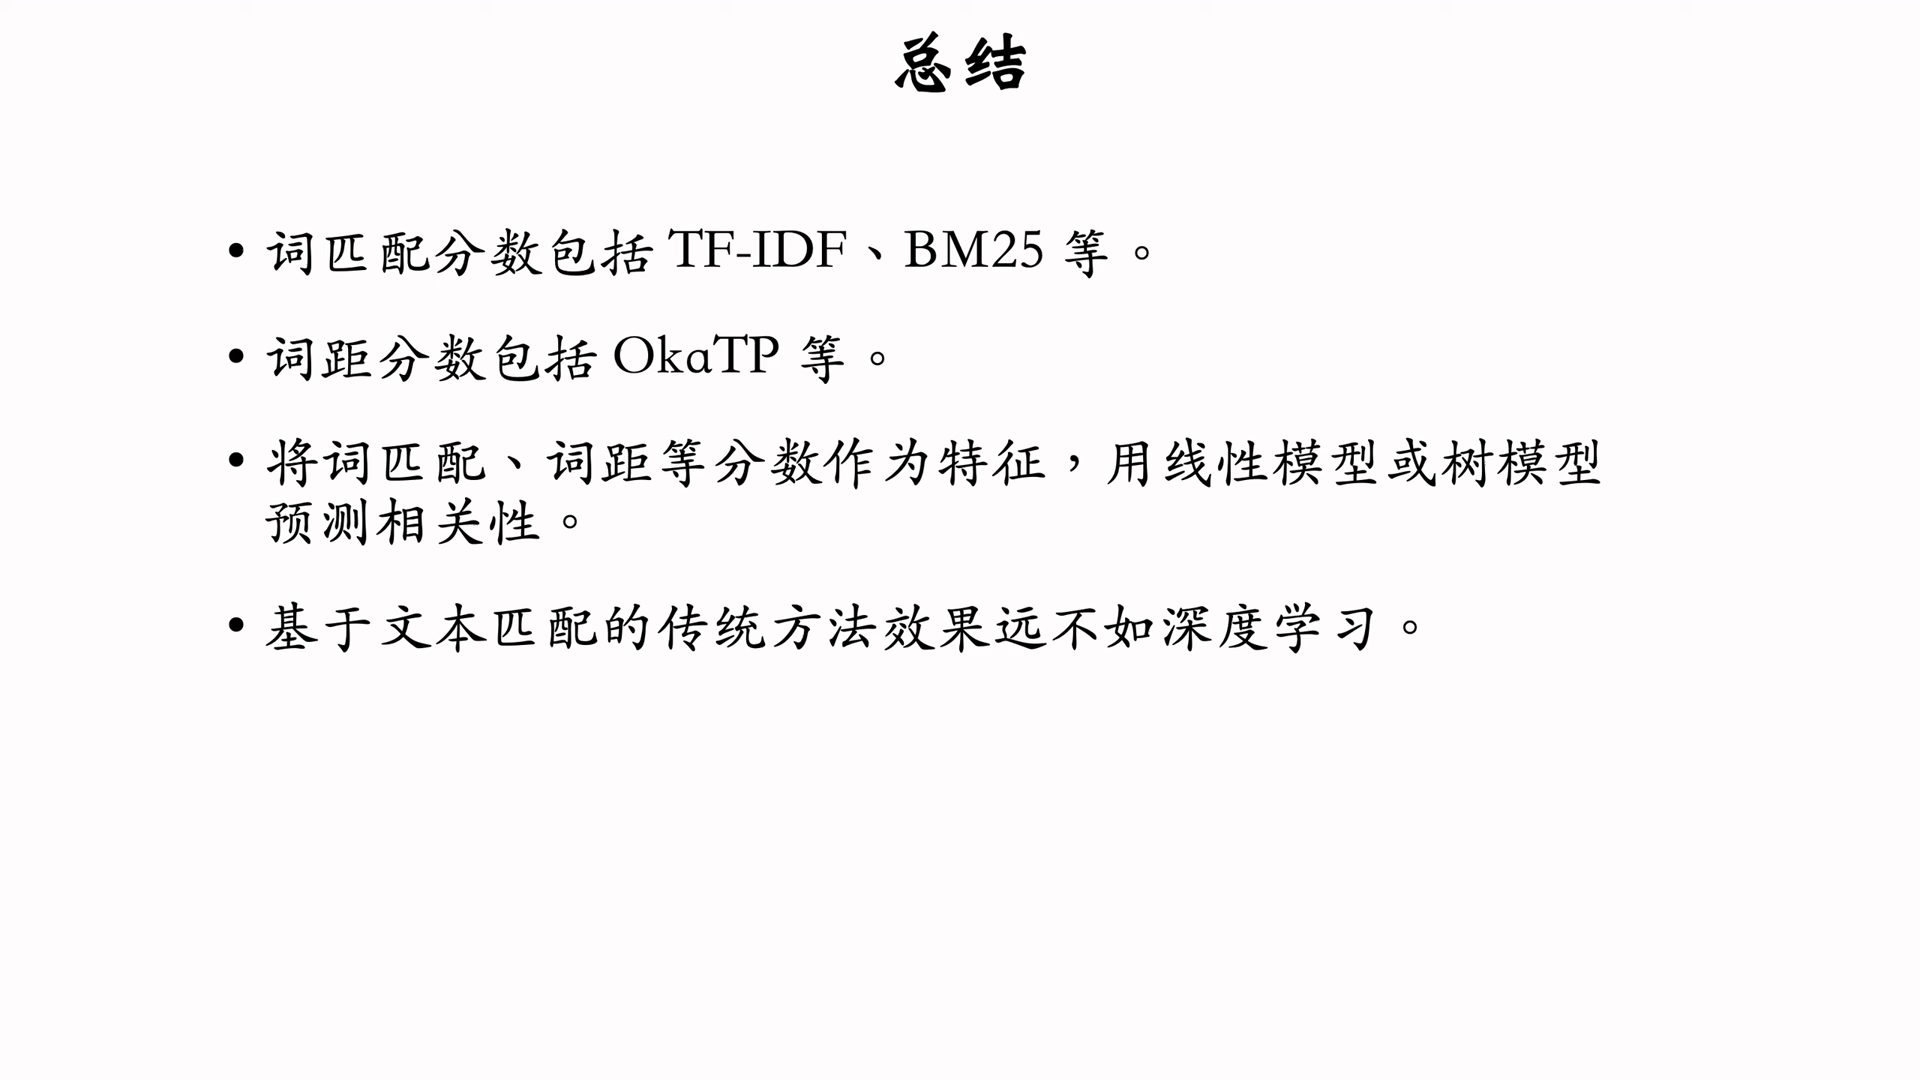 总结
• 词匹配分数包括 TF-IDF、BM25 等。
• 词距分数包括 OkaTP 等。
• 将词匹配、词距等分数作为特征，用线性模型或树模型
预测相关性。
• 基于文本匹配的传统方法效果远不如深度学习。